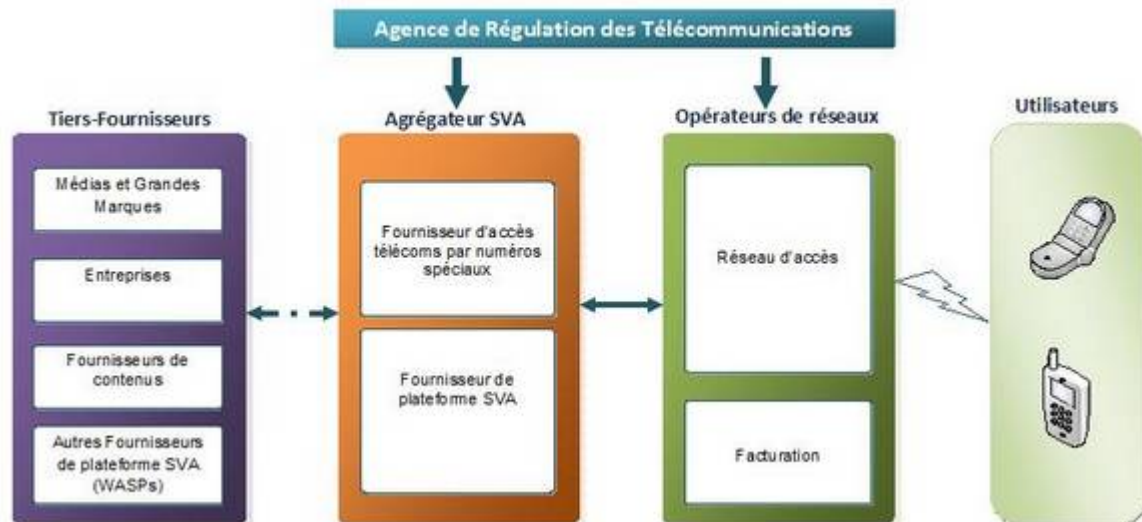 Agence de Régulation des Télécommunications
Tiers-Fournisseurs
Médias et Grandes
Marques
Entreprises
Fournisseurs de
contenus
Autres Fournisseurs
de plateforme SVA
(WASPs)
Agrégateur SVA
Fournisseur d'accès
télécoms par numéros
spéciaux
Fournisseur de
plateforme SVA
Opérateurs de réseaux
Réseau d'accès
Facturation
Utilisateurs